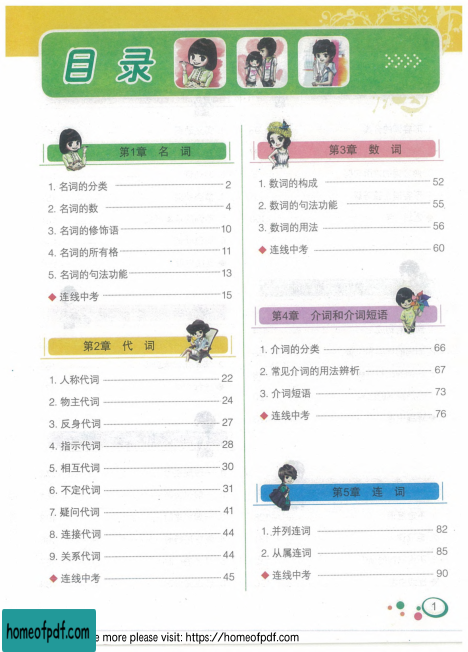 目 录
第1章 名 词
1. 名词的分类 2
2. 名词的数 4
3. 名词的修饰语 10
4. 名词的所有格 11
5. 名词的句法功能 13
◆ 连线中考 15
第2章 代 词
1. 人称代词 22
2. 物主代词 24
3. 反身代词 27
4. 指示代词 28
5. 相互代词 30
6. 不定代词 31
7. 疑问代词 41
8. 连接代词 44
9. 关系代词 44
◆ 连线中考 45
第3章 数 词
1. 数词的构成 52
2. 数词的句法功能 55
3. 数词的用法 56
◆ 连线中考 60
第4章 介词和介词短语
1. 介词的分类 66
2. 常见介词的用法辨析 67
3. 介词短语 73
◆ 连线中考 76
第5章 连 词
1. 并列连词 82
2. 从属连词 85
◆ 连线中考 90
1
homeofpdf.com
more please visit: https://homeofpdf.com